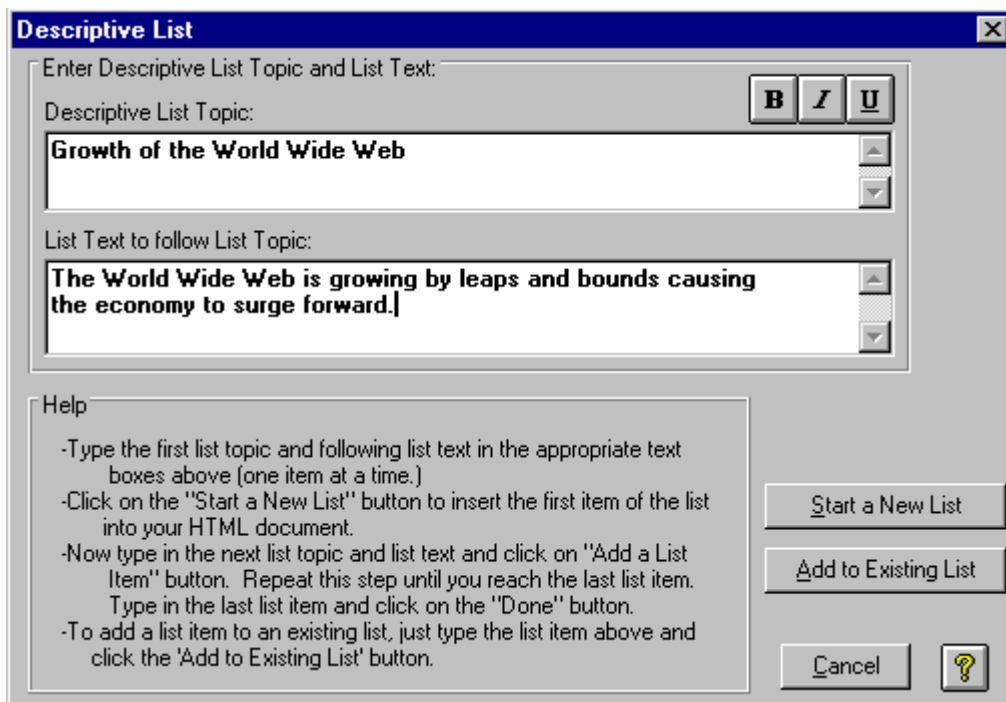 Descriptive List
Enter Descriptive List Topic and List Text:
B I U
Descriptive List Topic:
Growth of the World Wide Web
List Text to follow List Topic:
The World Wide Web is growing by leaps and bounds causing
the economy to surge forward.
Help
-Type the first list topic and following list text in the appropriate text
boxes above (one item at a time.)
-Click on the "Start a New List" button to insert the first item of the list
into your HTML document.
-Now type in the next list topic and list text and click on "Add a List
Item" button.  Repeat this step until you reach the last list item.
Type in the last list item and click on the "Done" button.
-To add a list item to an existing list, just type the list item above and
click the 'Add to Existing List' button.
Start a New List
Add to Existing List
Cancel
?